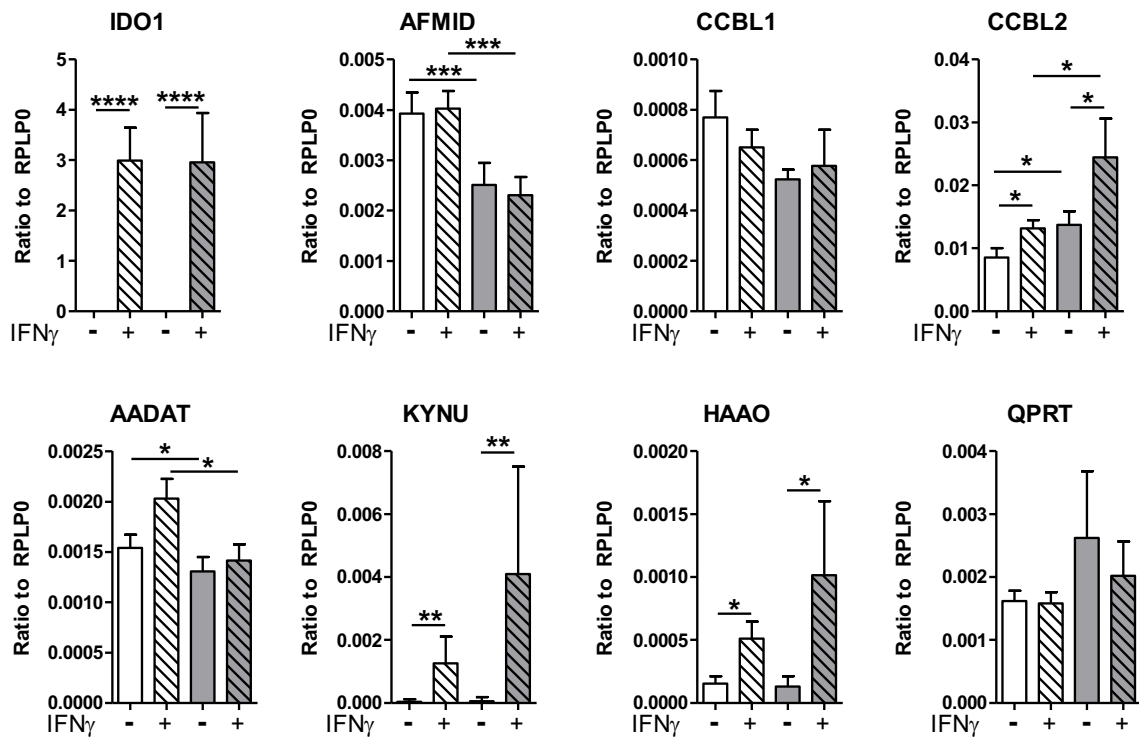 IDO1
Ratio to RPLP0
5
4
3
2
1
0
**** ****
IFNγ - + - +
AFMID
Ratio to RPLP0
0.005
0.004
0.003
0.002
0.001
0.000
***
***
IFNγ - + - +
CCBL1
Ratio to RPLP0
0.0010
0.0008
0.0006
0.0004
0.0002
0.0000
IFNγ - + - +
CCBL2
Ratio to RPLP0
0.04
0.03
0.02
0.01
0.00
*
*
*
*
IFNγ - + - +
AADAT
Ratio to RPLP0
0.0025
0.0020
0.0015
0.0010
0.0005
0.0000
*
*
IFNγ - + - +
KYNU
Ratio to RPLP0
0.008
0.006
0.004
0.002
0.000
**
**
IFNγ - + - +
HAAO
Ratio to RPLP0
0.0020
0.0015
0.0010
0.0005
0.0000
*
*
IFNγ - + - +
QPRT
Ratio to RPLP0
0.004
0.003
0.002
0.001
0.000
IFNγ - + - +